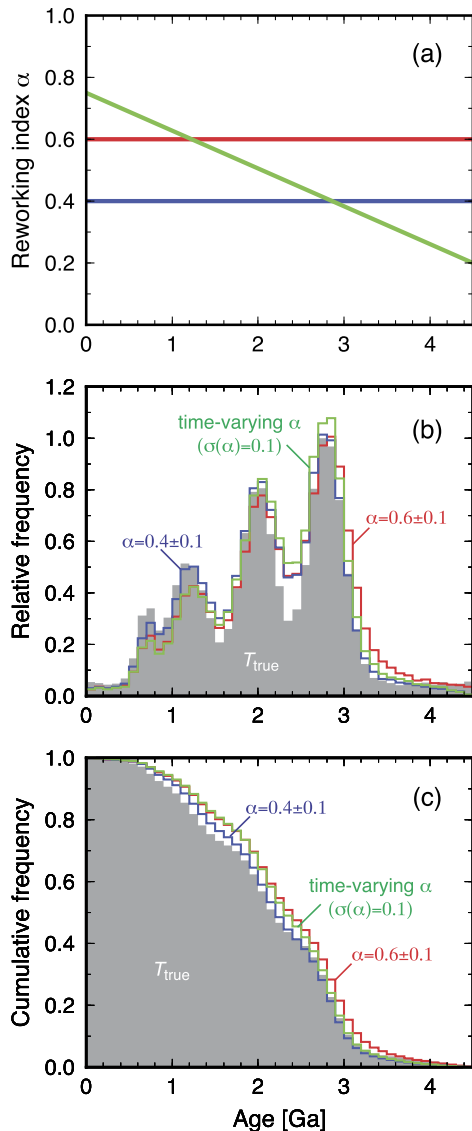 1.0
(a)
0.8
0.6
0.4
0.2
0.0
Reworking index α
0 1 2 3 4
1.2
(b)
1.0
0.8
0.6
0.4
0.2
0.0
Relative frequency
time-varying α
(σ(α)=0.1)
α=0.4±0.1
α=0.6±0.1
Ttrue
0 1 2 3 4
1.0
(c)
0.8
0.6
0.4
0.2
0.0
Cumulative frequency
α=0.4±0.1
time-varying α
(σ(α)=0.1)
α=0.6±0.1
Ttrue
0 1 2 3 4
Age [Ga]